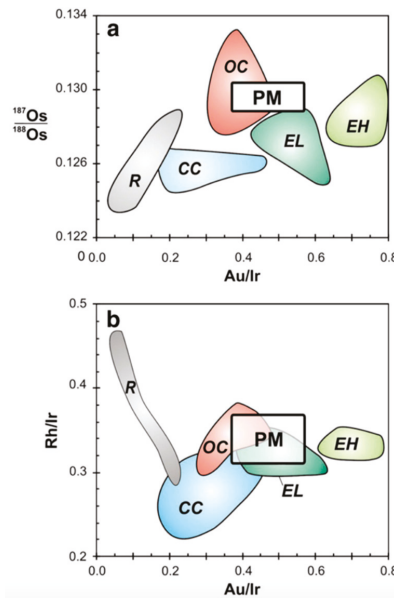 a
0.134
0.130
0.126
0.122
187Os
188Os
OC
PM
EL
EH
R
CC
0 0.0 0.2 0.4 0.6 0.8
Au/Ir
b
0.5
0.4
0.3
0.2
Rh/Ir
R
OC
PM
EH
EL
CC
0.0 0.2 0.4 0.6 0.8
Au/Ir